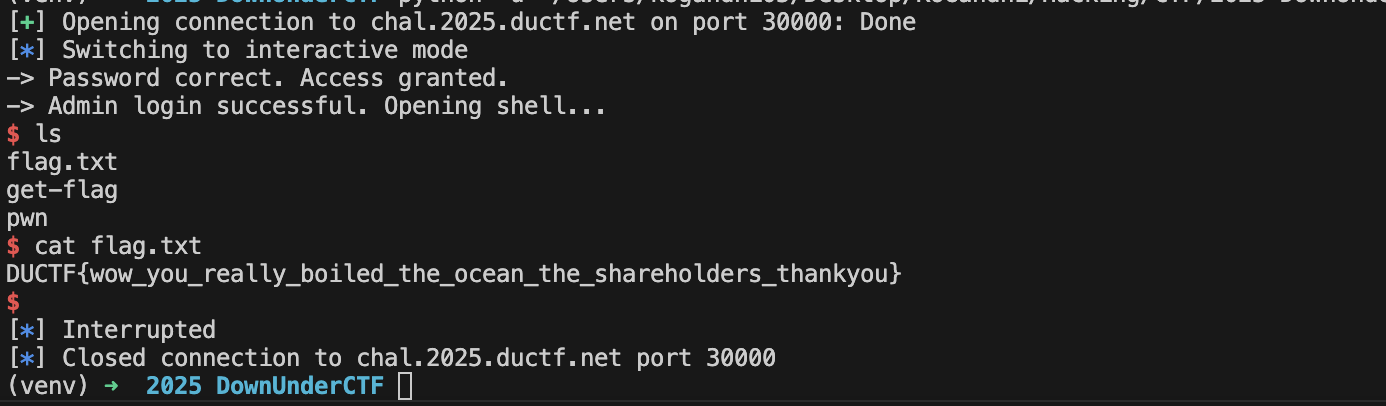 [+] Opening connection to chal.2025.ductf.net on port 30000: Done
[*] Switching to interactive mode
—> Password correct. Access granted.
—> Admin login successful. Opening shell...
$ ls
flag.txt
get-flag
pwn
$ cat flag.txt
DUCTF{wow_you_really_boiled_the_ocean_the_shareholders_thankyou}
$
[*] Interrupted
[*] Closed connection to chal.2025.ductf.net port 30000
(venv) → 2025 DownUnderCTF